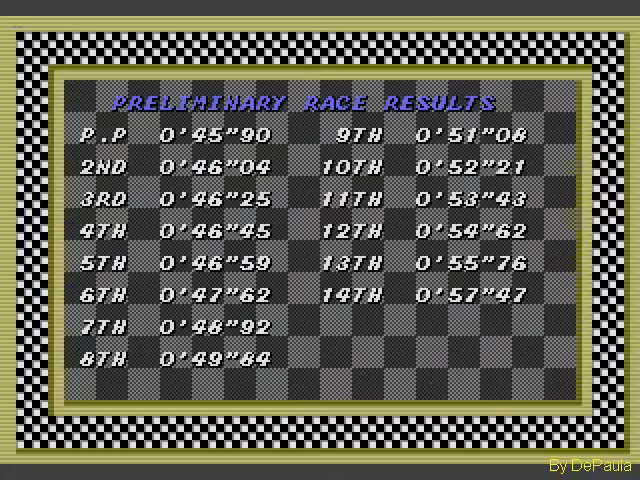 PRELIMINARY RACE RESULTS
P.P 0'45"90 9TH 0'51"08
2ND 0'46"04 10TH 0'52"21
3RD 0'46"25 11TH 0'53"43
4TH 0'46"45 12TH 0'54"62
5TH 0'46"59 13TH 0'55"76
6TH 0'47"62 14TH 0'57"47
7TH 0'48"92
8TH 0'49"84
By DePaula